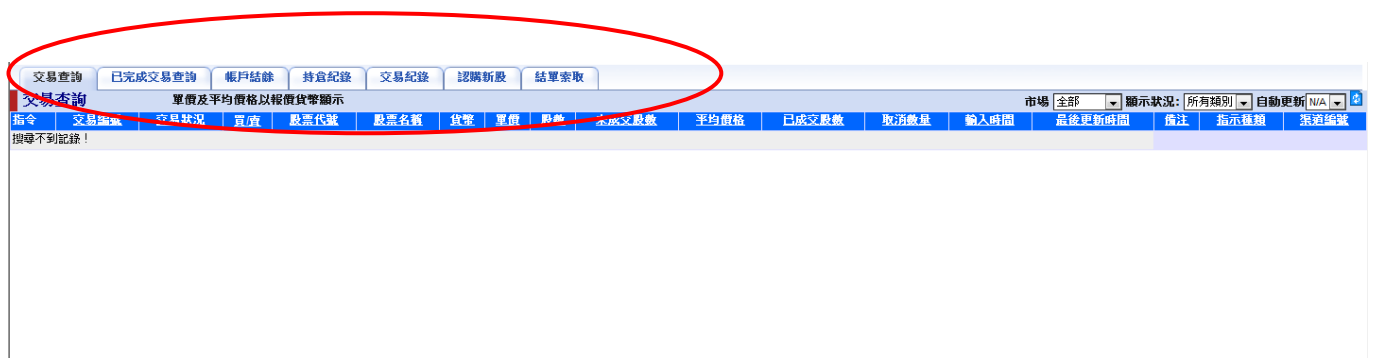 交易查詢 已完成交易查詢 帳戶結餘 持倉紀錄 交易紀錄 認購新股 結單索取
交易查詢 單價及平均價格以報價貨幣顯示 市場 全部 顯示狀況: 所有類別 自動更新 N/A
指令 交易編號 交易狀況 買/沽 股票代號 股票名稱 貨幣 單價 股數 未成交股數 平均價格 已成交股數 取消數量 輸入時間 最後更新時間 備注 指示種類 渠道編號
搜尋不到記錄！